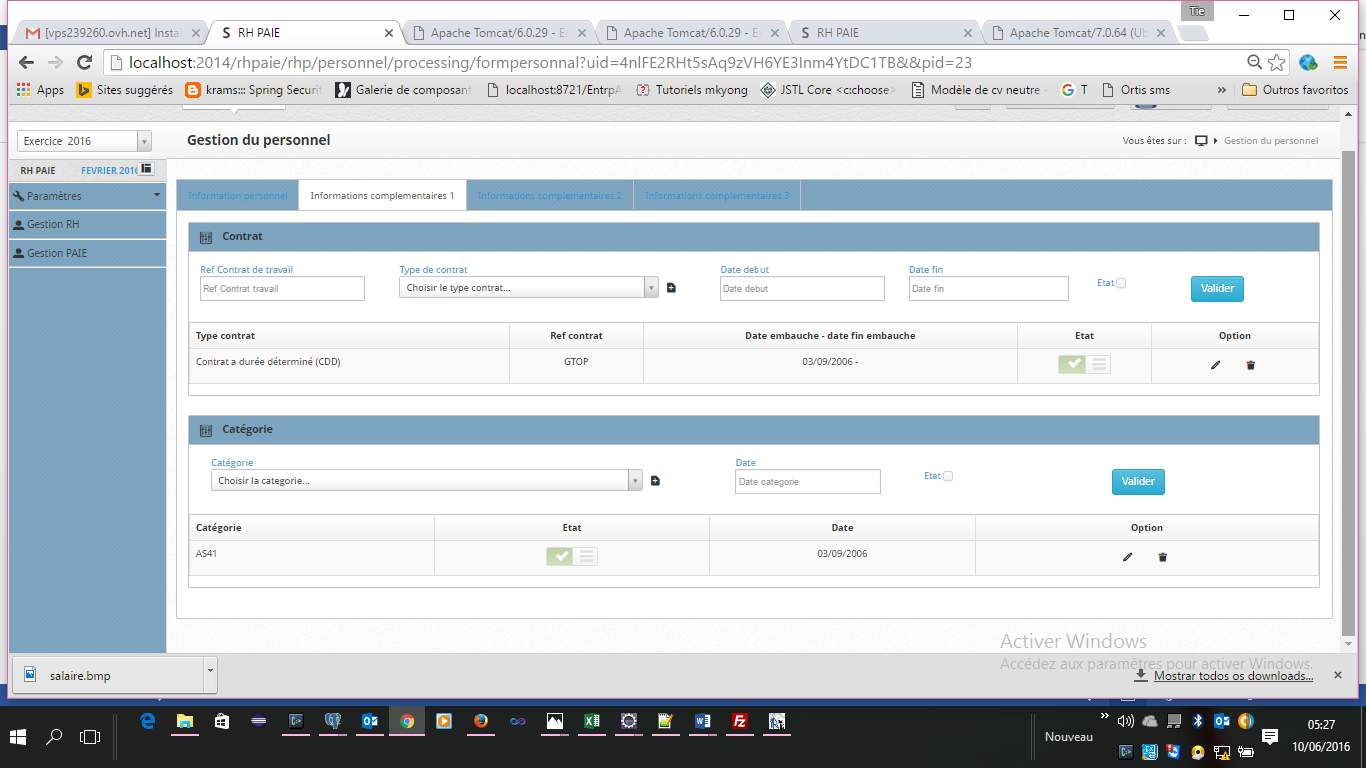 Tie
[vps239260.ovh.net] Insta
RH PAIE
Apache Tomcat/6.0.29 - E
Apache Tomcat/6.0.29 - E
RH PAIE
Apache Tomcat/7.0.64 (Ub
localhost:2014/rhpaie/rhp/personnel/processing/formpersonnal?uid=4nlFE2RHt5sAq9zVH6YE3Inm4YtDC1TB&&pid=23
Apps
Sites suggérés
krams::: Spring Securit
Galerie de composant
localhost:8721/EntrpA
Tutoriels mkyong
JSTL Core <c:choose>
Modèle de cv neutre -
T
Ortis sms
»
Outros favoritos
Exercice 2016
Gestion du personnel
Vous êtes sur :
Gestion du personnel
RH PAIE
FEVRIER 2016
Paramètres
Gestion RH
Gestion PAIE
Information personnel
Informations complementaires 1
Informations complementaires 2
Informations complementaires 3
Contrat
Ref Contrat de travail
Type de contrat
Date debut
Date fin
Ref Contrat travail
Choisir le type contrat...
Date debut
Date fin
Etat
Valider
Type contrat
Ref contrat
Date embauche - date fin embauche
Etat
Option
Contrat a durée déterminé (CDD)
GTOP
03/09/2006 -
Catégorie
Catégorie
Date
Choisir la categorie...
Date categorie
Etat
Valider
Catégorie
Etat
Date
Option
AS41
03/09/2006
Activer Windows
Accédez aux paramètres pour activer Windows.
salaire.bmp
Mostrar todos os downloads...
Nouveau
»
05:27
10/06/2016